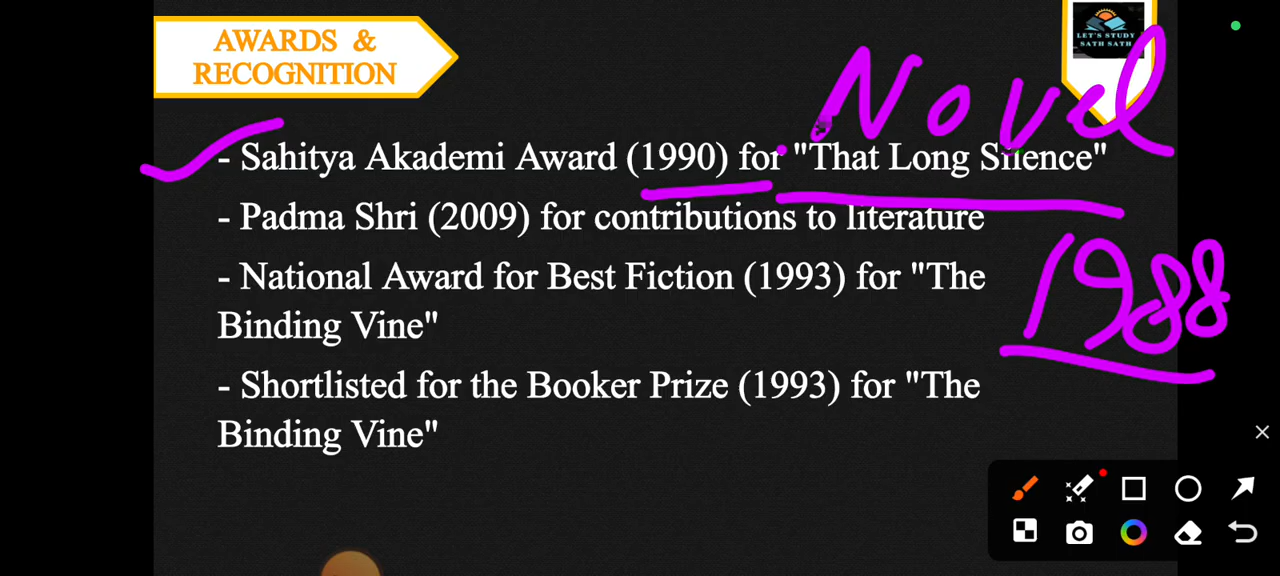 AWARDS &
RECOGNITION
LET'S STUDY
SATH SATH
Novel
- Sahitya Akademi Award (1990) for "That Long Silence"
- Padma Shri (2009) for contributions to literature
1988
- National Award for Best Fiction (1993) for "The
Binding Vine"
- Shortlisted for the Booker Prize (1993) for "The
Binding Vine"